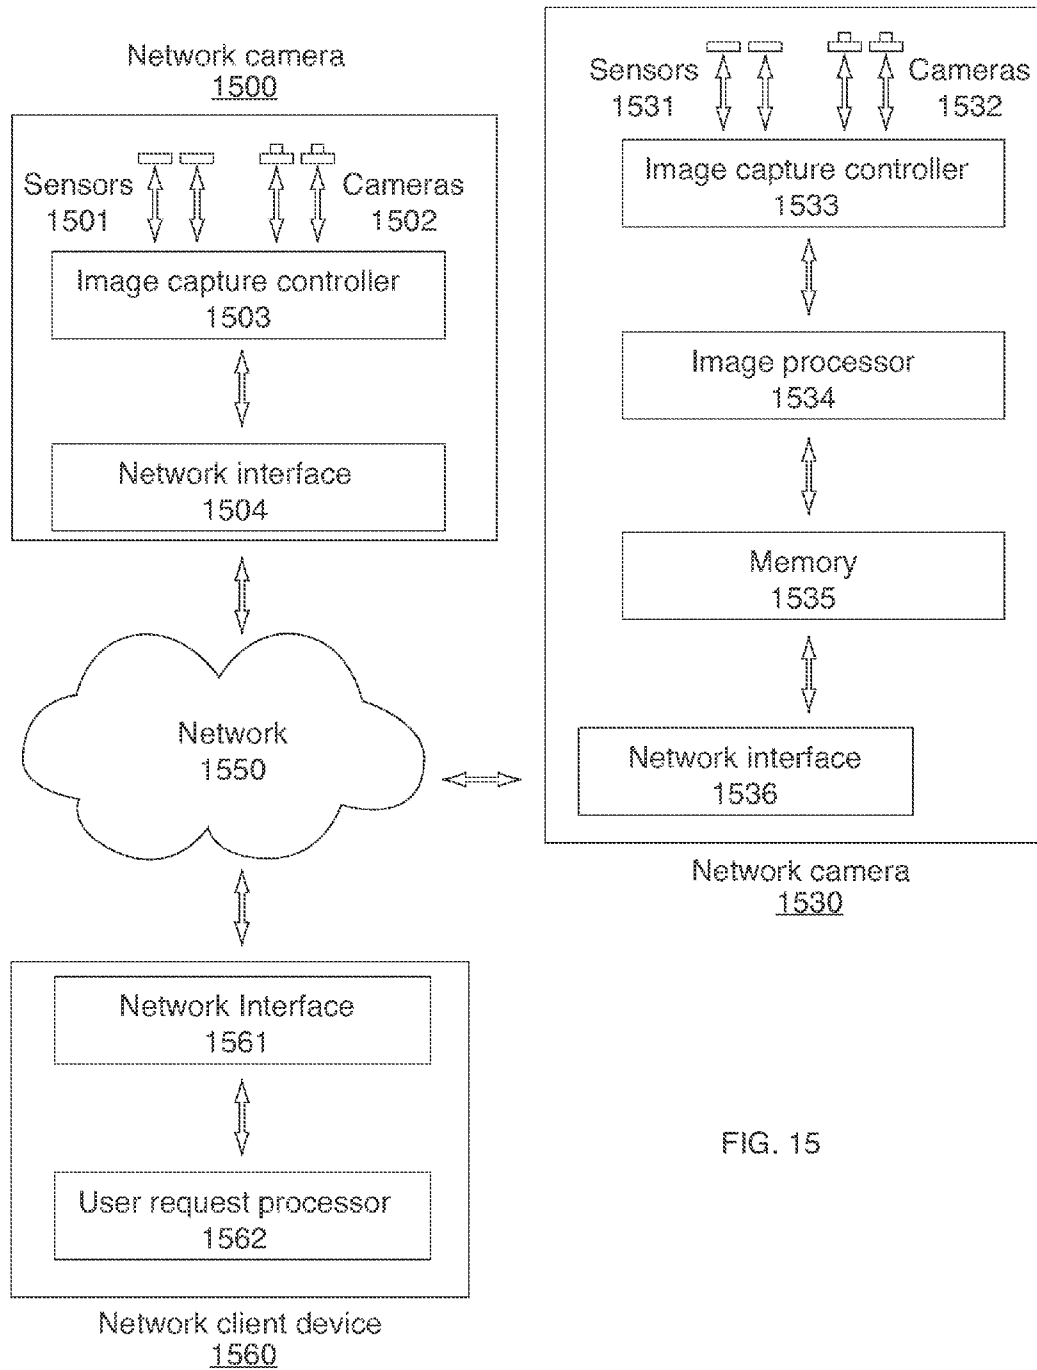 Network camera
1500
Sensors
1501
Cameras
1502
Image capture controller
1503
Network interface
1504
Network
1550
Network Interface
1561
User request processor
1562
Network client device
1560
Sensors
1531
Cameras
1532
Image capture controller
1533
Image processor
1534
Memory
1535
Network interface
1536
Network camera
1530
FIG. 15